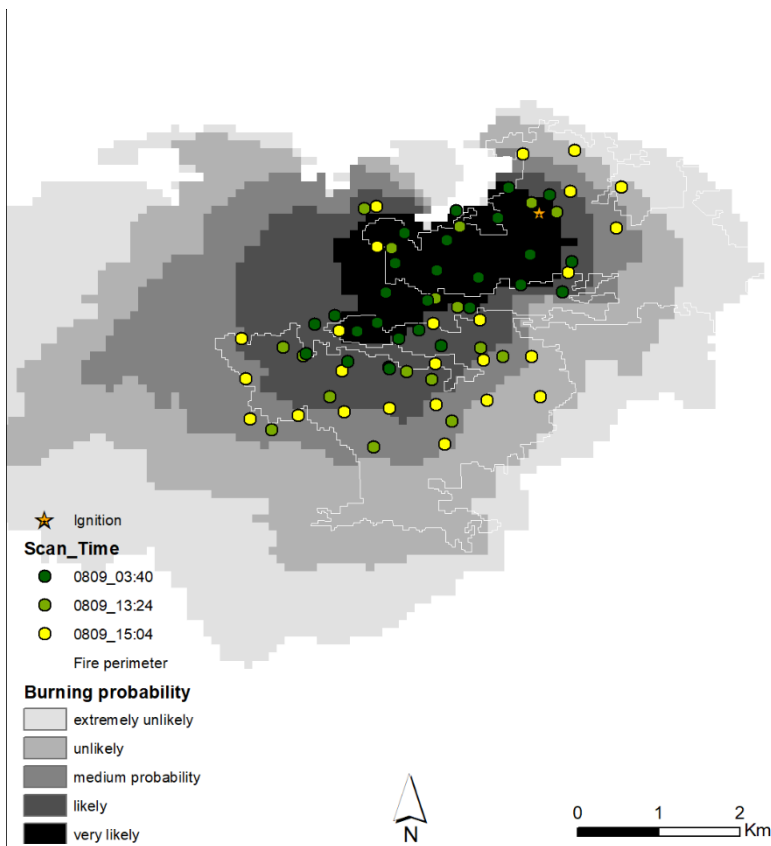 Ignition
Scan_Time
0809_03:40
0809_13:24
0809_15:04
Fire perimeter
Burning probability
extremely unlikely
unlikely
medium probability
likely
very likely
N
0 1 2
Km